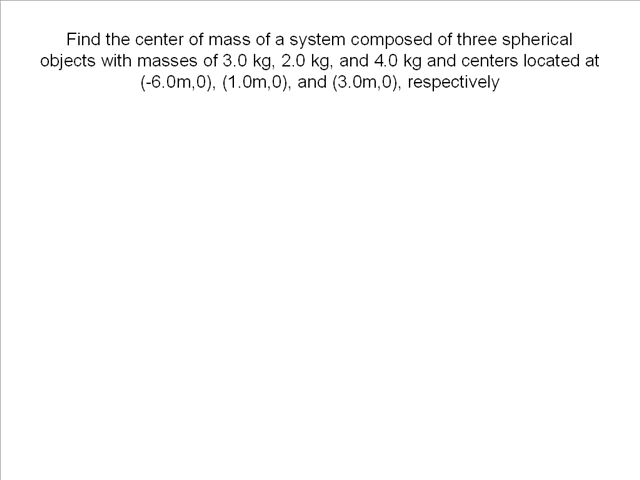 Find the center of mass of a system composed of three spherical
objects with masses of 3.0 kg, 2.0 kg, and 4.0 kg and centers located at
(-6.0m,0), (1.0m,0), and (3.0m,0), respectively